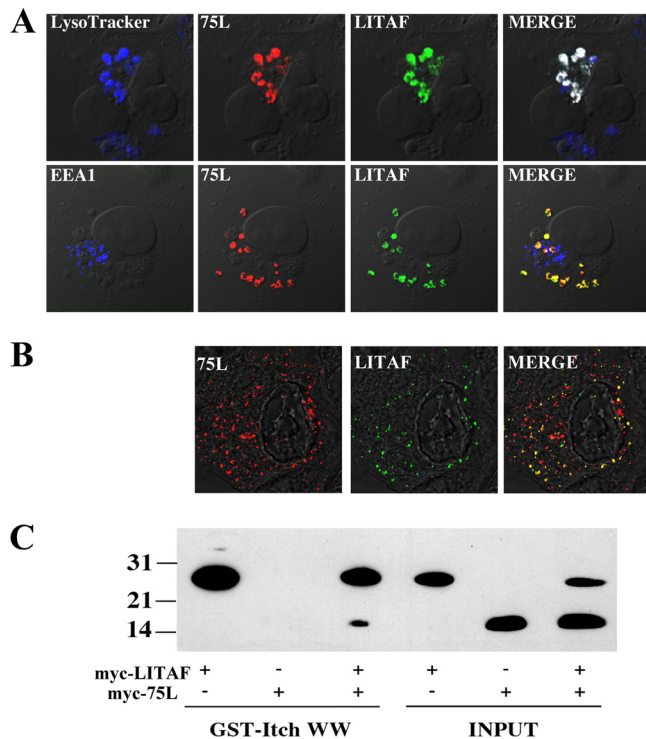 A
LysoTracker 75L LITAF MERGE
EEA1 75L LITAF MERGE
B
75L LITAF MERGE
C
31
21
14
myc-LITAF + - + + - +
myc-75L - + + - + +
GST-Itch WW INPUT